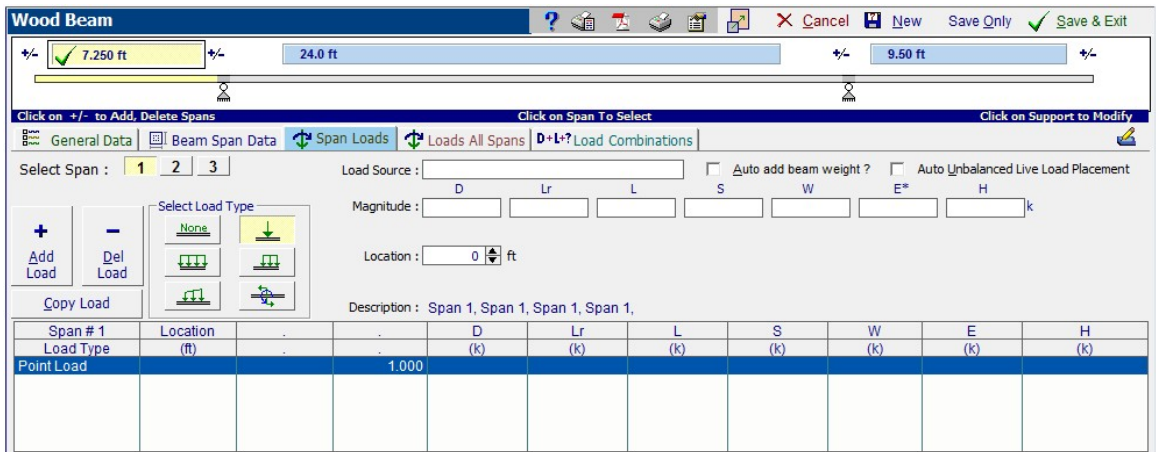 Wood Beam ? Cancel New Save Only Save & Exit
+/- 7.250 ft +/- 24.0 ft +/- 9.50 ft +/-
Click on +/- to Add, Delete Spans Click on Span To Select Click on Support to Modify
General Data Beam Span Data Span Loads Loads All Spans D+L+? Load Combinations
Select Span : 1 2 3 Load Source : Auto add beam weight ? Auto Unbalanced Live Load Placement
D Lr L S W E* H
Select Load Type Magnitude : k
None
+ Add Load - Del Load Location : 0 ft
Copy Load Description : Span 1, Span 1, Span 1, Span 1,
Span # 1 Location . . D Lr L S W E H
Load Type (ft) . . (k) (k) (k) (k) (k) (k) (k)
Point Load 1.000